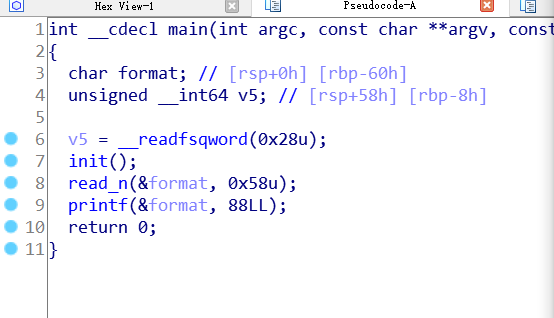 Hex View-1
Pseudocode-A
1 int __cdecl main(int argc, const char **argv, const
2 {
3   char format; // [rsp+0h] [rbp-60h]
4   unsigned __int64 v5; // [rsp+58h] [rbp-8h]
5
6   v5 = __readfsqword(0x28u);
7   init();
8   read_n(&format, 0x58u);
9   printf(&format, 88LL);
10   return 0;
11 }